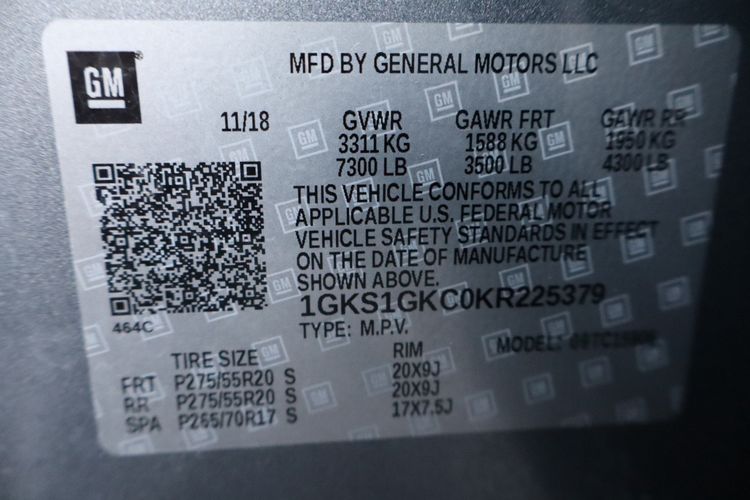 GM
MFD BY GENERAL MOTORS LLC
11/18 GVWR GAWR FRT GAWR RR
3311 KG 1588 KG 1950 KG
7300 LB 3500 LB 4300 LB
THIS VEHICLE CONFORMS TO ALL
APPLICABLE U.S. FEDERAL MOTOR
VEHICLE SAFETY STANDARDS IN EFFECT
ON THE DATE OF MANUFACTURE
SHOWN ABOVE.
1GKS1GKC0KR225379
464C
TYPE: M.P.V. MODEL:
TIRE SIZE RIM
FRT P275/55R20 S 20X9J
RR P275/55R20 S 20X9J
SPA P265/70R17 S 17X7.5J